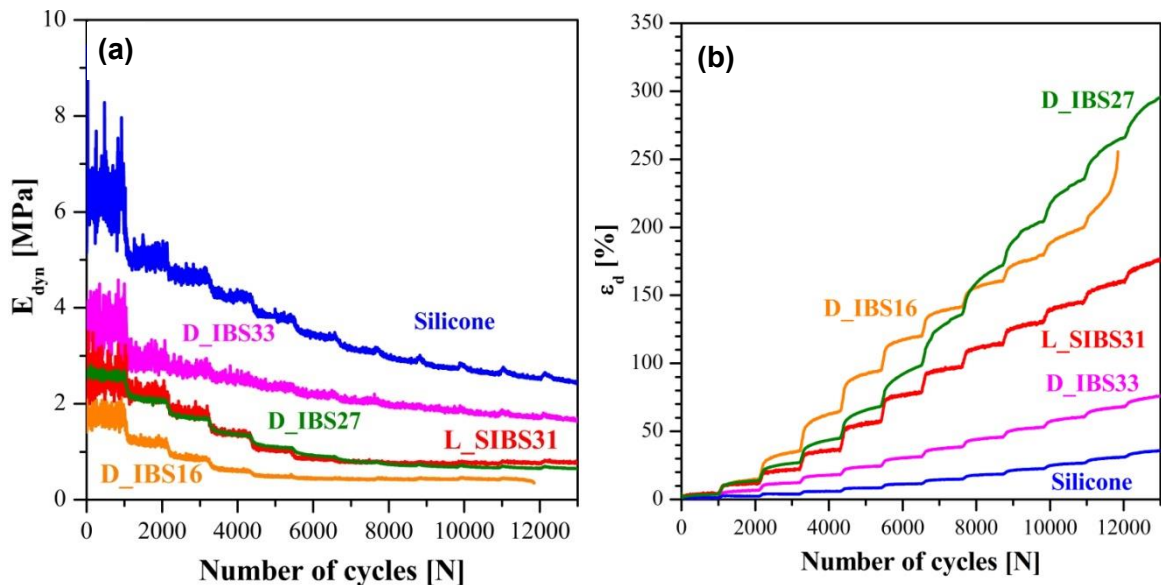 (a)
10
8
6
4
2
0
E_dyn [MPa]
Silicone
D_IBS33
D_IBS27
L_SIBS31
D_IBS16
0 2000 4000 6000 8000 10000 12000
Number of cycles [N]
(b)
350
300
250
200
150
100
50
0
ε_d [%]
D_IBS27
D_IBS16
L_SIBS31
D_IBS33
Silicone
0 2000 4000 6000 8000 10000 12000
Number of cycles [N]